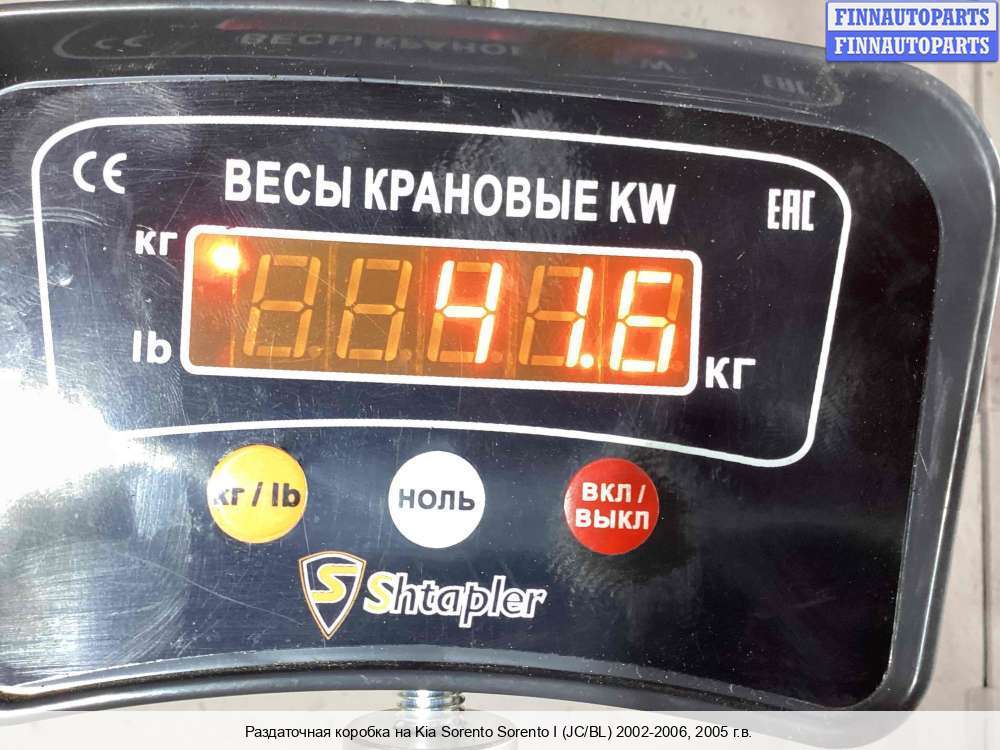 FINNAUTOPARTS
FINNAUTOPARTS
CE
ВЕСЫ КРАНОВЫЕ KW
EAC
кг
41.6
lb
КГ
кг / lb
НОЛЬ
ВКЛ /
ВЫКЛ
S Shtapler
Раздаточная коробка на Kia Sorento Sorento I (JC/BL) 2002-2006, 2005 г.в.